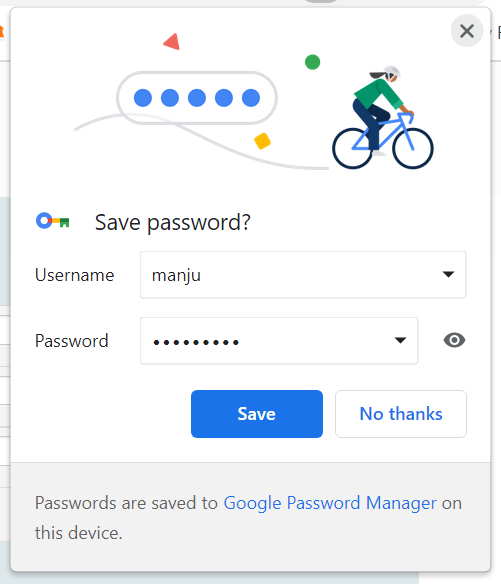 Save password?
Username manju
Password •••••••••
Save No thanks
Passwords are saved to Google Password Manager on
this device.